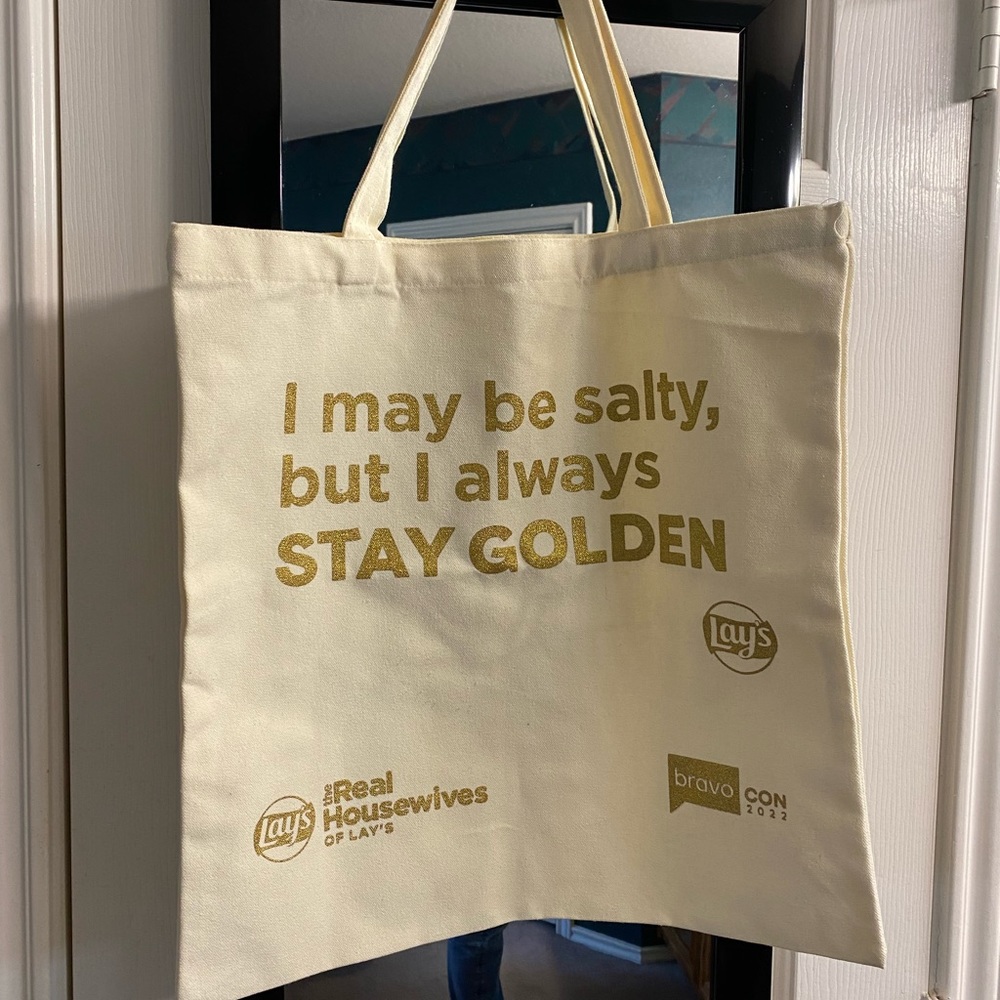 I may be salty,
but I always
STAY GOLDEN
Lay's
Lay's
the Real
Housewives
OF LAY'S
bravo CON
2022